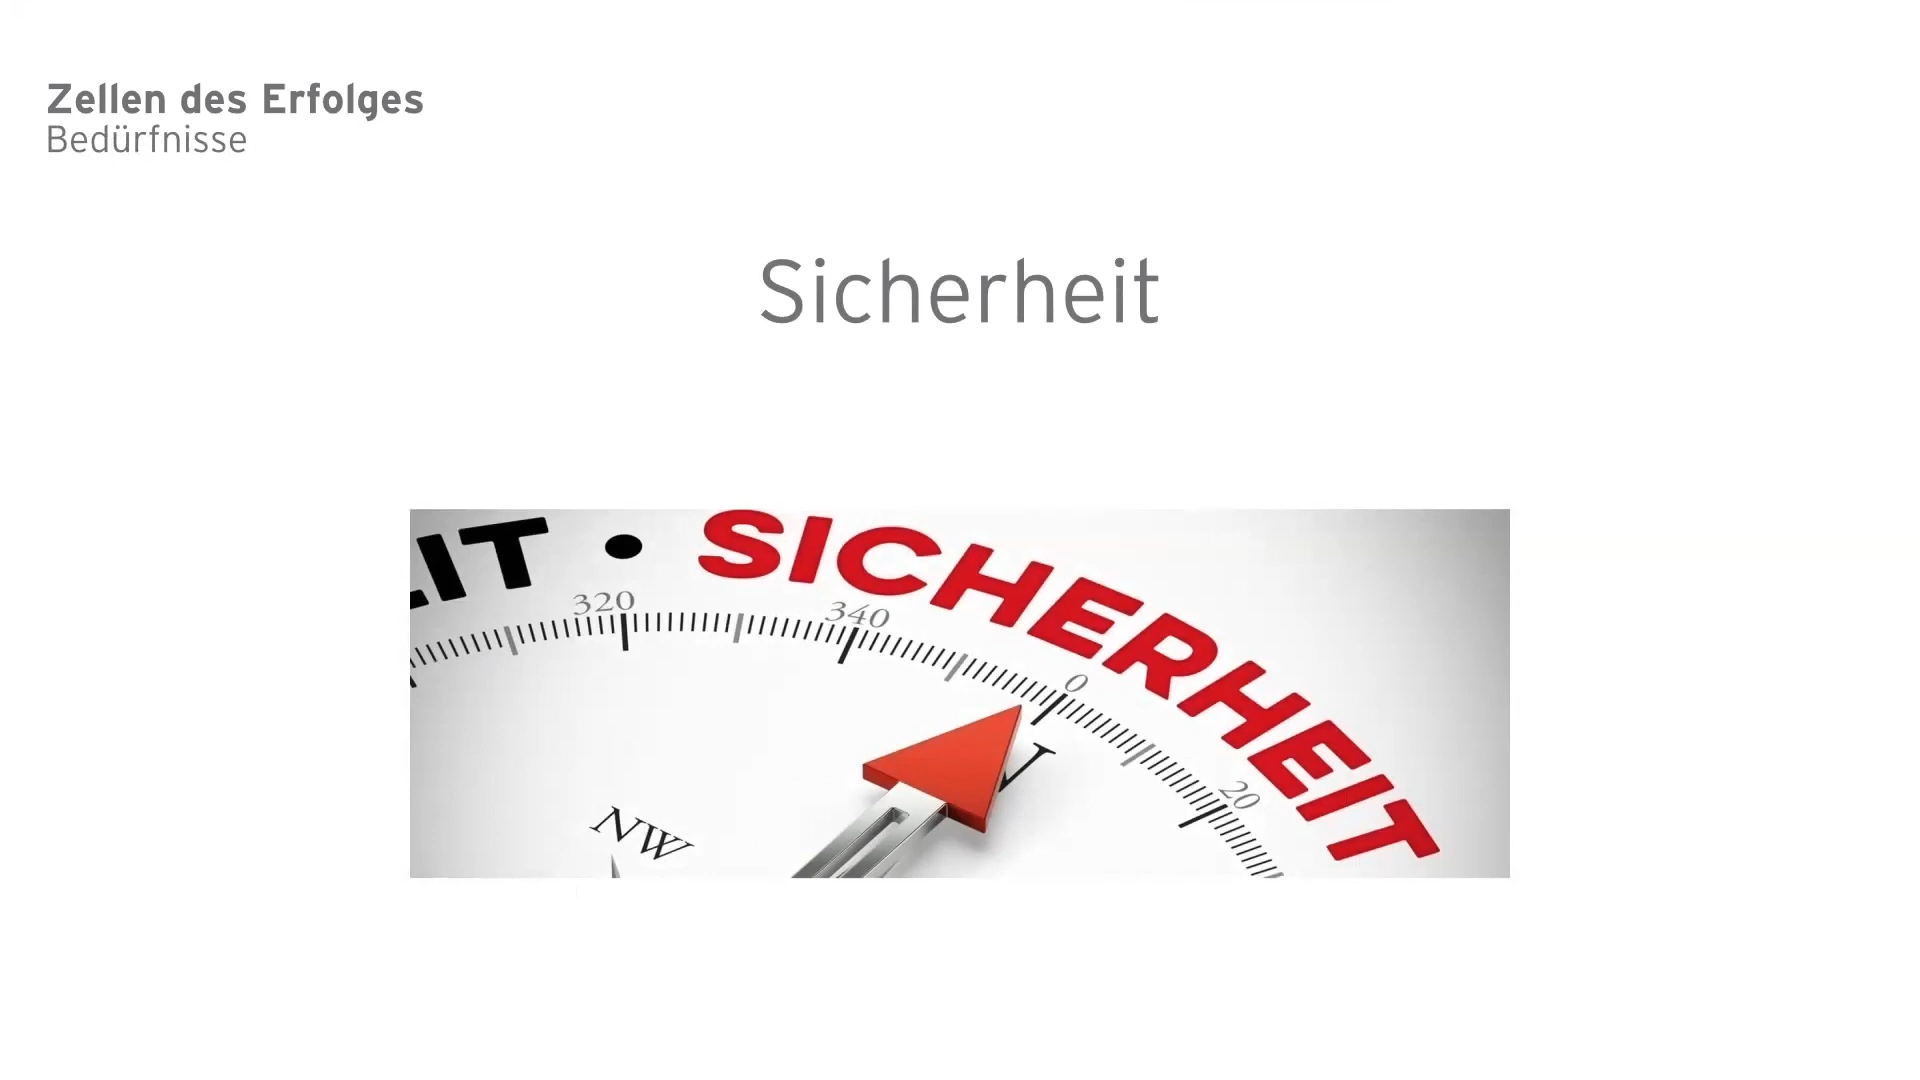 Zellen des Erfolges
Bedürfnisse
Sicherheit
IT • SICHERHEIT
320
340
0
20
N
NW